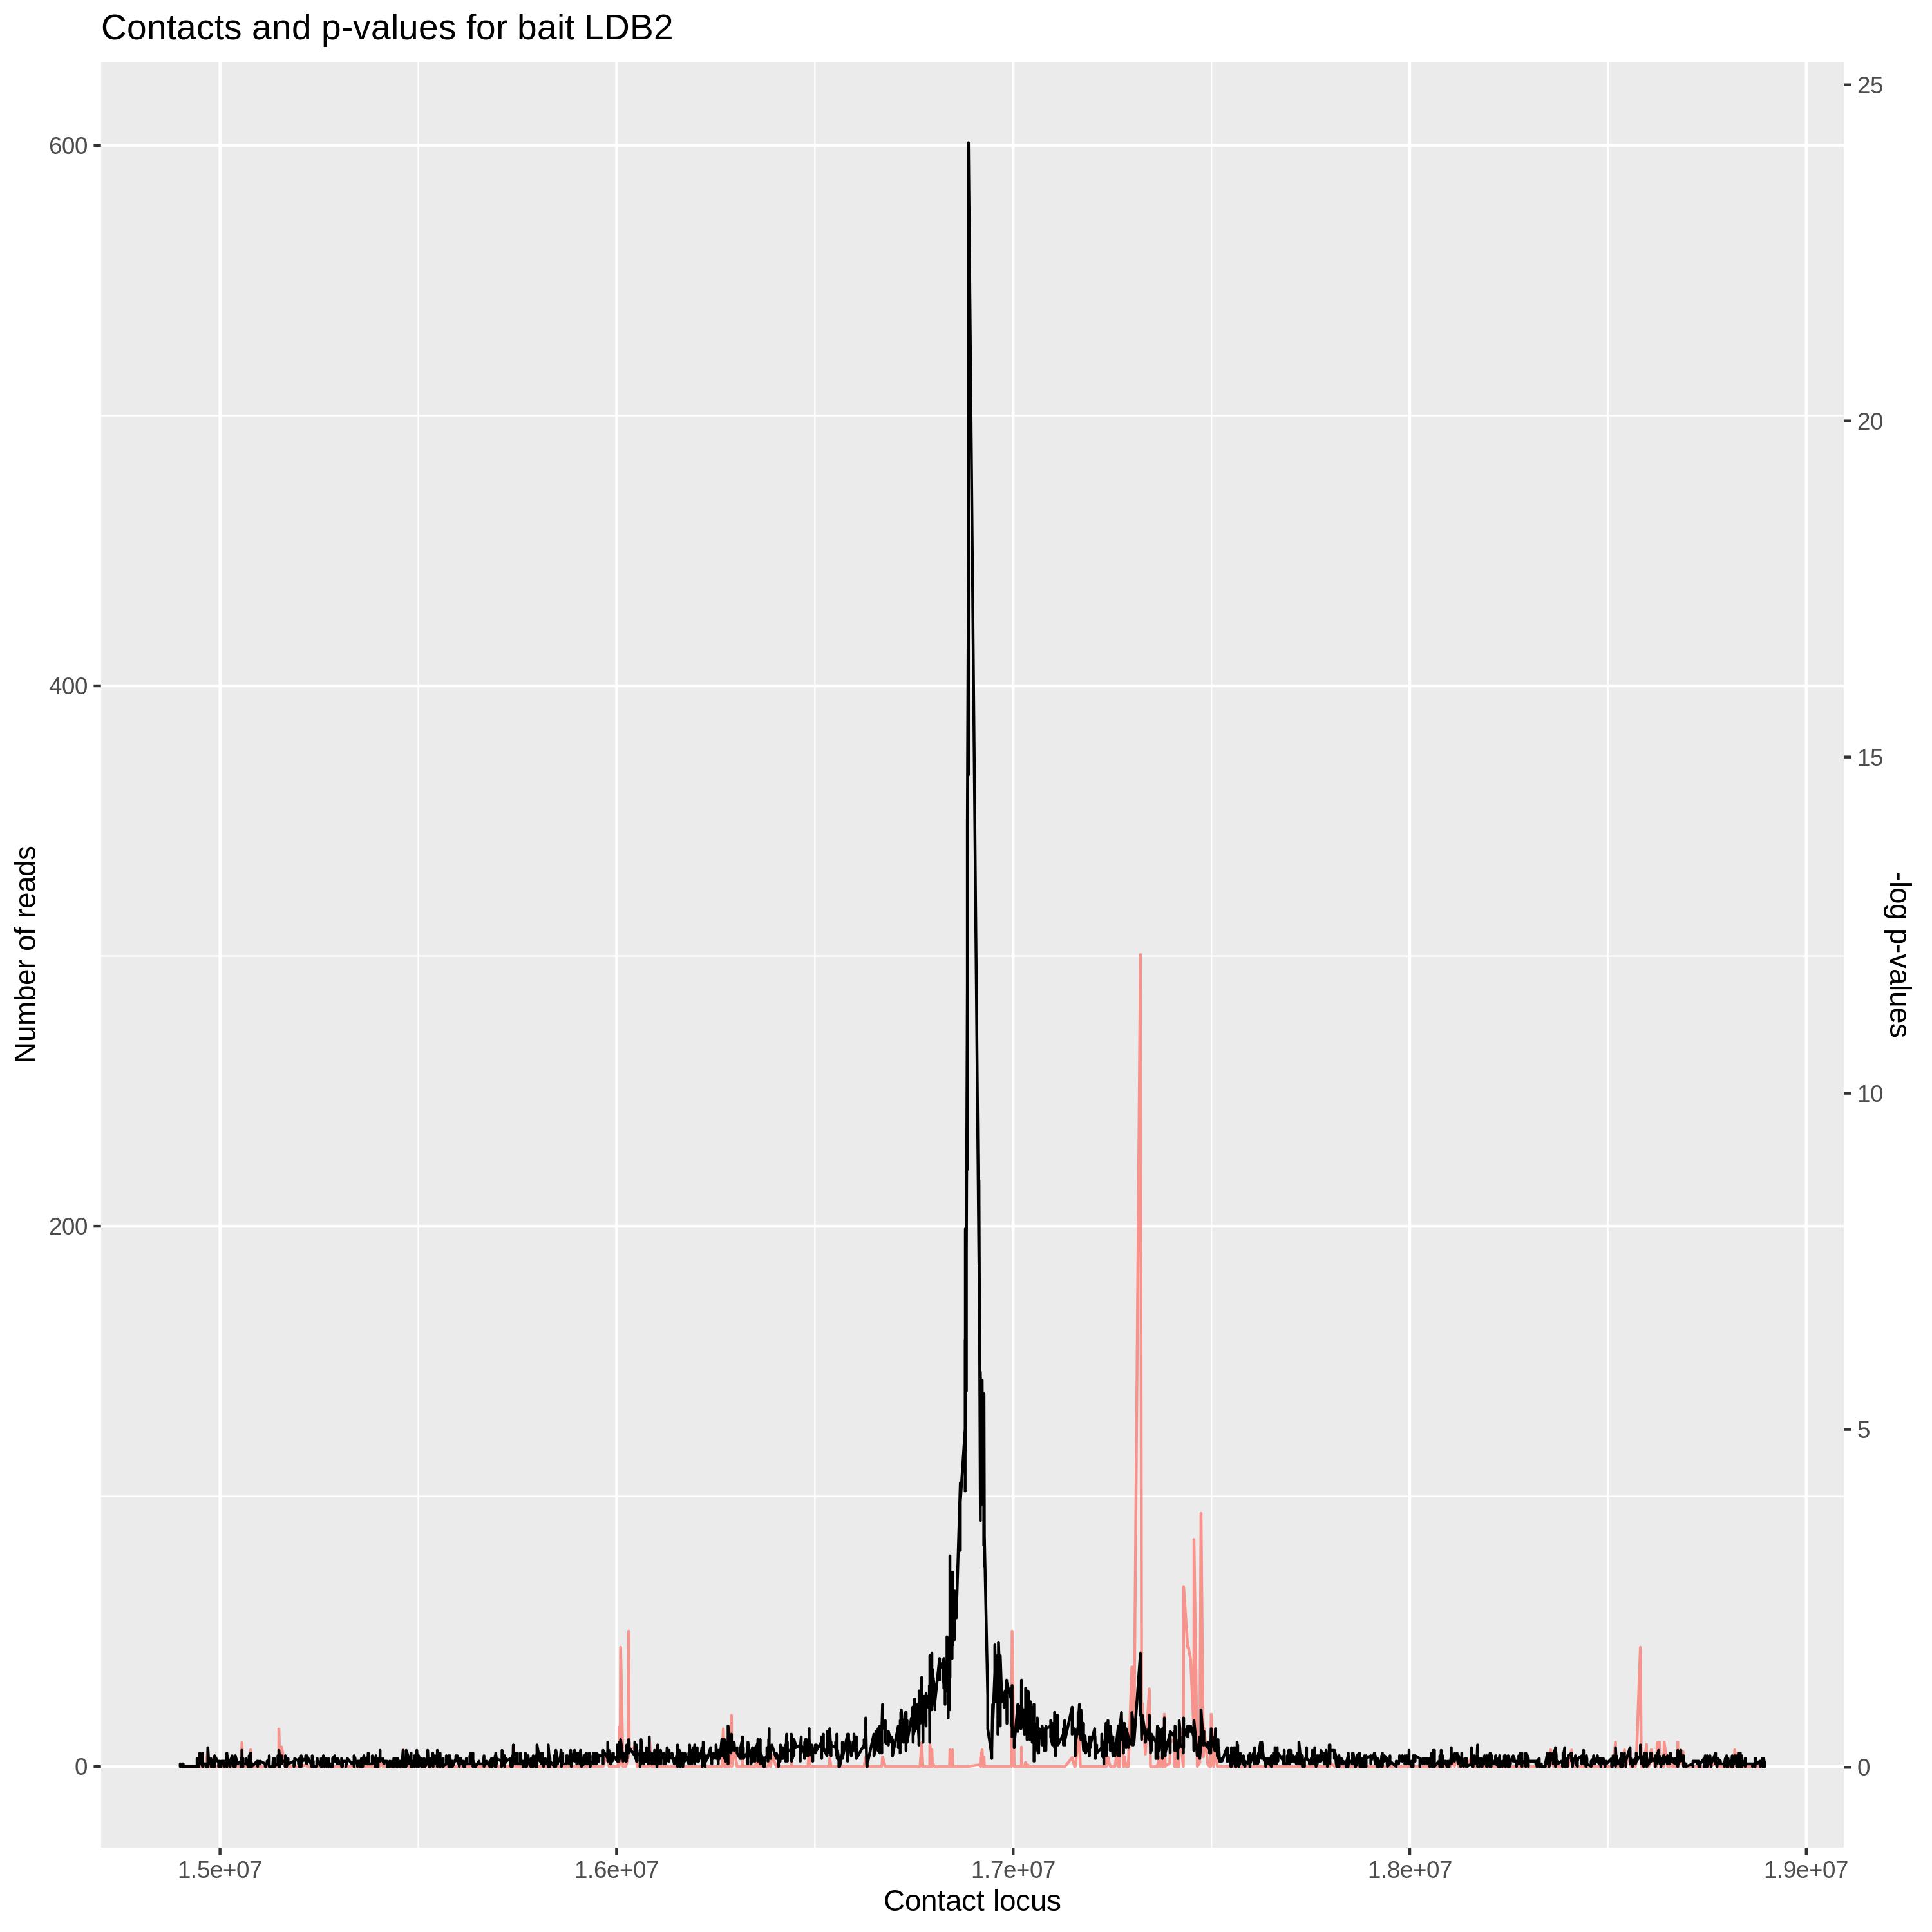 Contacts and p-values for bait LDB2
Number of reads
600
400
200
0
25
20
15
10
5
0
-log p-values
1.5e+07
1.6e+07
1.7e+07
1.8e+07
1.9e+07
Contact locus